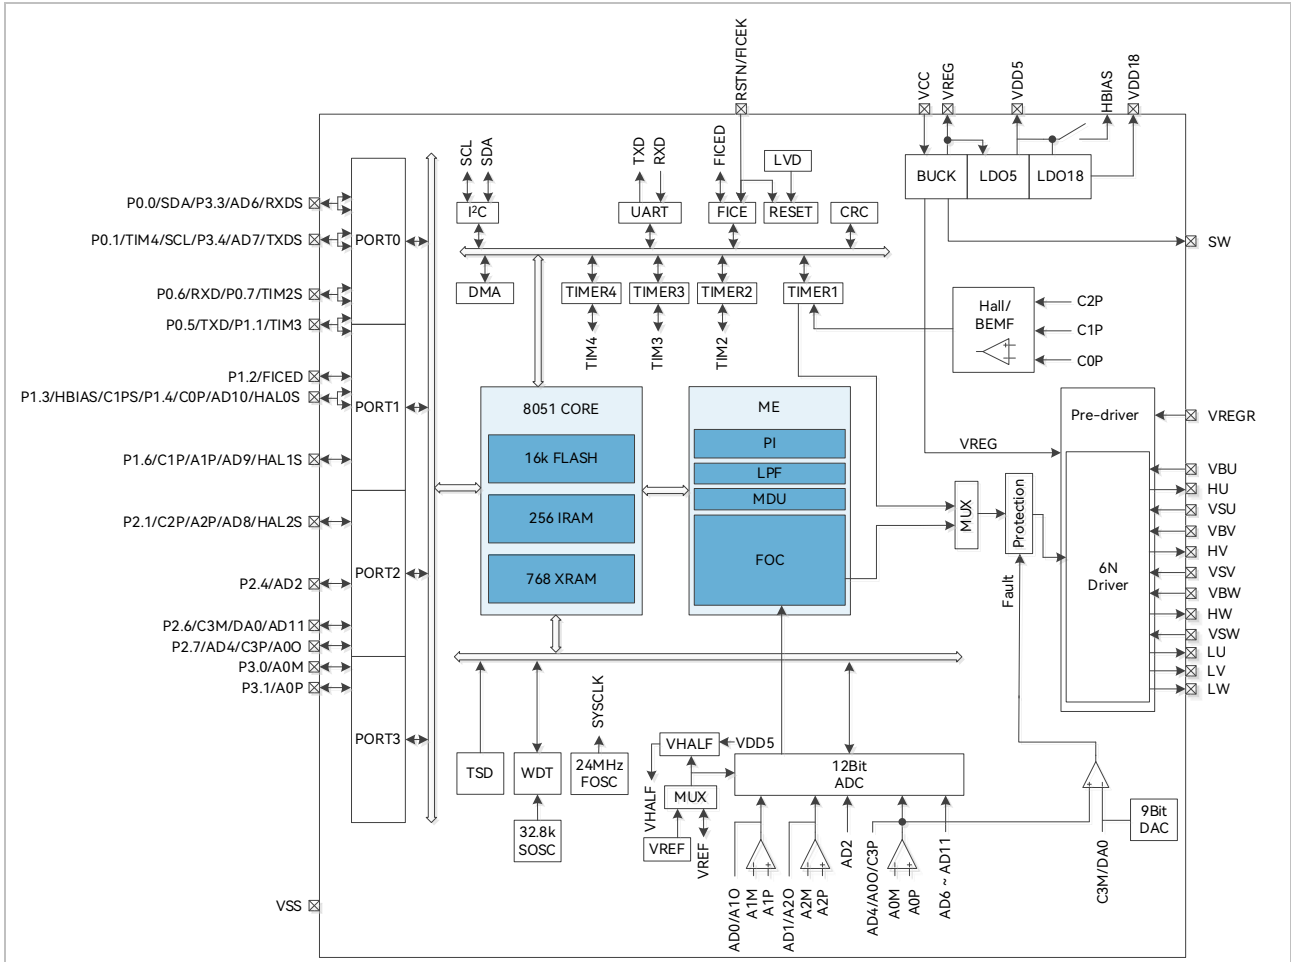 RSTN/FICEK
VCC
VREG
VDD5
HBIAS
VDD18
SCL
SDA
TXD
RXD
FICED
LVD
I²C
UART
FICE
RESET
CRC
BUCK
LDO5
LDO18
SW
P0.0/SDA/P3.3/AD6/RXDS
P0.1/TIM4/SCL/P3.4/AD7/TXDS
P0.6/RXD/P0.7/TIM2S
P0.5/TXD/P1.1/TIM3
P1.2/FICED
P1.3/HBIAS/C1PS/P1.4/C0P/AD10/HAL0S
P1.6/C1P/A1P/AD9/HAL1S
P2.1/C2P/A2P/AD8/HAL2S
P2.4/AD2
P2.6/C3M/DA0/AD11
P2.7/AD4/C3P/A0O
P3.0/A0M
P3.1/A0P
VSS
PORT0
PORT1
PORT2
PORT3
DMA
TIMER4
TIMER3
TIMER2
TIMER1
TIM4
TIM3
TIM2
Hall/
BEMF
C2P
C1P
C0P
8051 CORE
16k FLASH
256 IRAM
768 XRAM
ME
PI
LPF
MDU
FOC
VREG
MUX
Protection
Fault
Pre-driver
6N
Driver
VREGR
VBU
HU
VSU
VBV
HV
VSV
VBW
HW
VSW
LU
LV
LW
TSD
WDT
32.8k
SOSC
SYSCLK
24MHz
FOSC
VHALF
VDD5
VHALF
MUX
VREF
VREF
12Bit
ADC
AD0/A1O
A1M
A1P
AD1/A2O
A2M
A2P
AD2
AD4/A0O/C3P
A0M
A0P
AD6 ~ AD11
C3M/DA0
9Bit
DAC